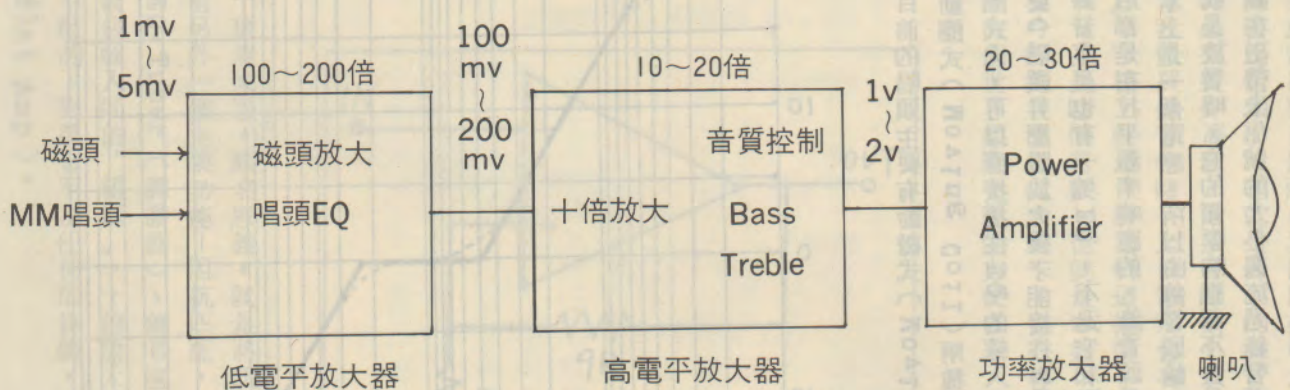 1mv
~
5mv
100~200倍
磁頭
MM唱頭
磁頭放大
唱頭EQ
低電平放大器
100
mv
~
200
mv
10~20倍
十倍放大
音質控制
Bass
Treble
高電平放大器
1v
~
2v
20~30倍
Power
Amplifier
功率放大器
喇叭